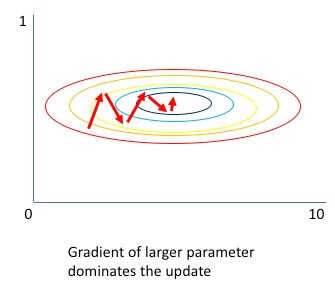 1
0
10
Gradient of larger parameter
dominates the update